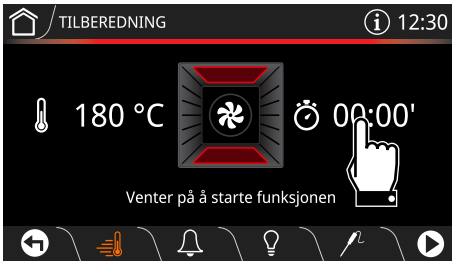 TILBEREDNING
12:30
180 °C
00:00'
Venter på å starte funksjonen